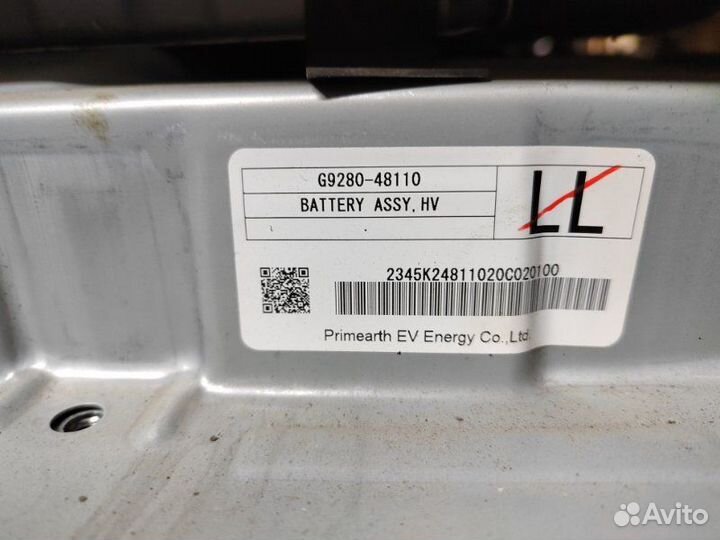 G9280-48110
BATTERY ASSY, HV
LL
2345K24811020C020100
Primearth EV Energy Co.,Ltd.
Avito